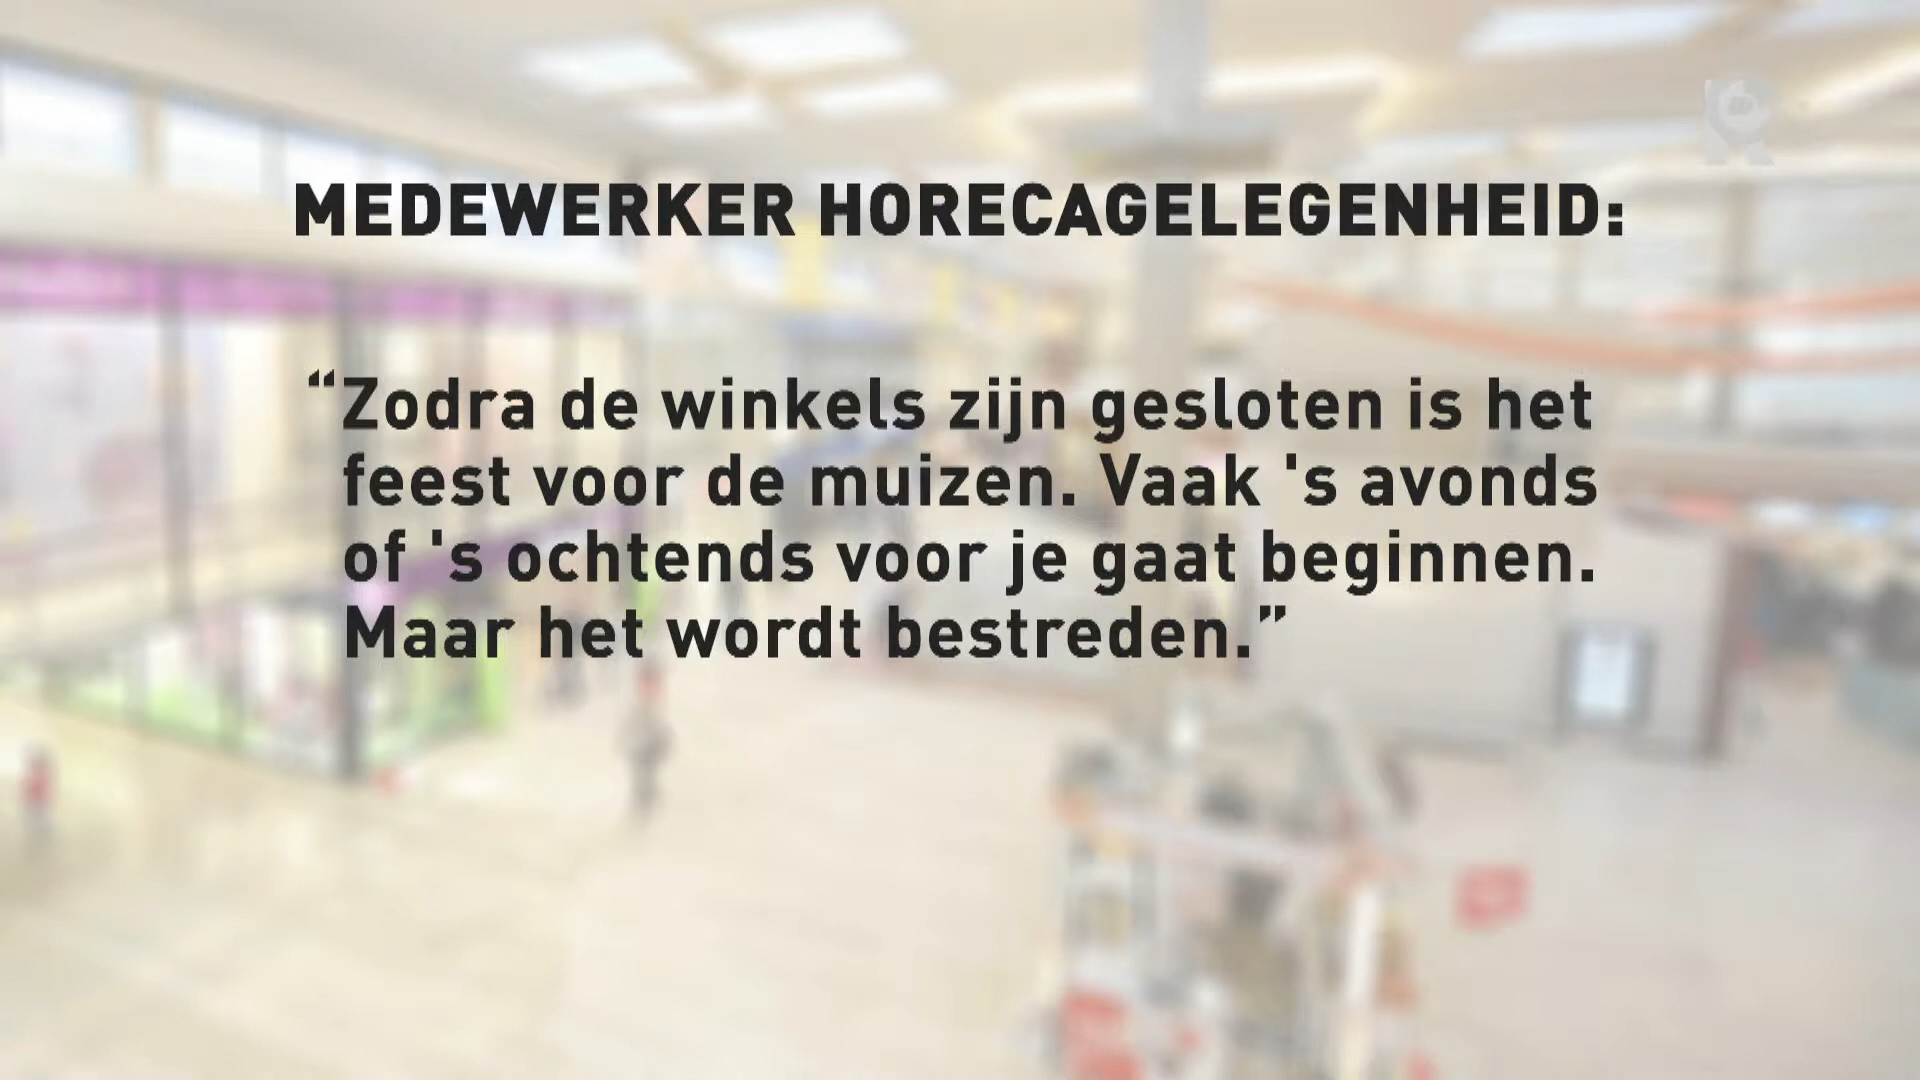 MEDEWERKER HORECAGELEGENHEID:
“Zodra de winkels zijn gesloten is het
feest voor de muizen. Vaak 's avonds
of 's ochtends voor je gaat beginnen.
Maar het wordt bestreden.”